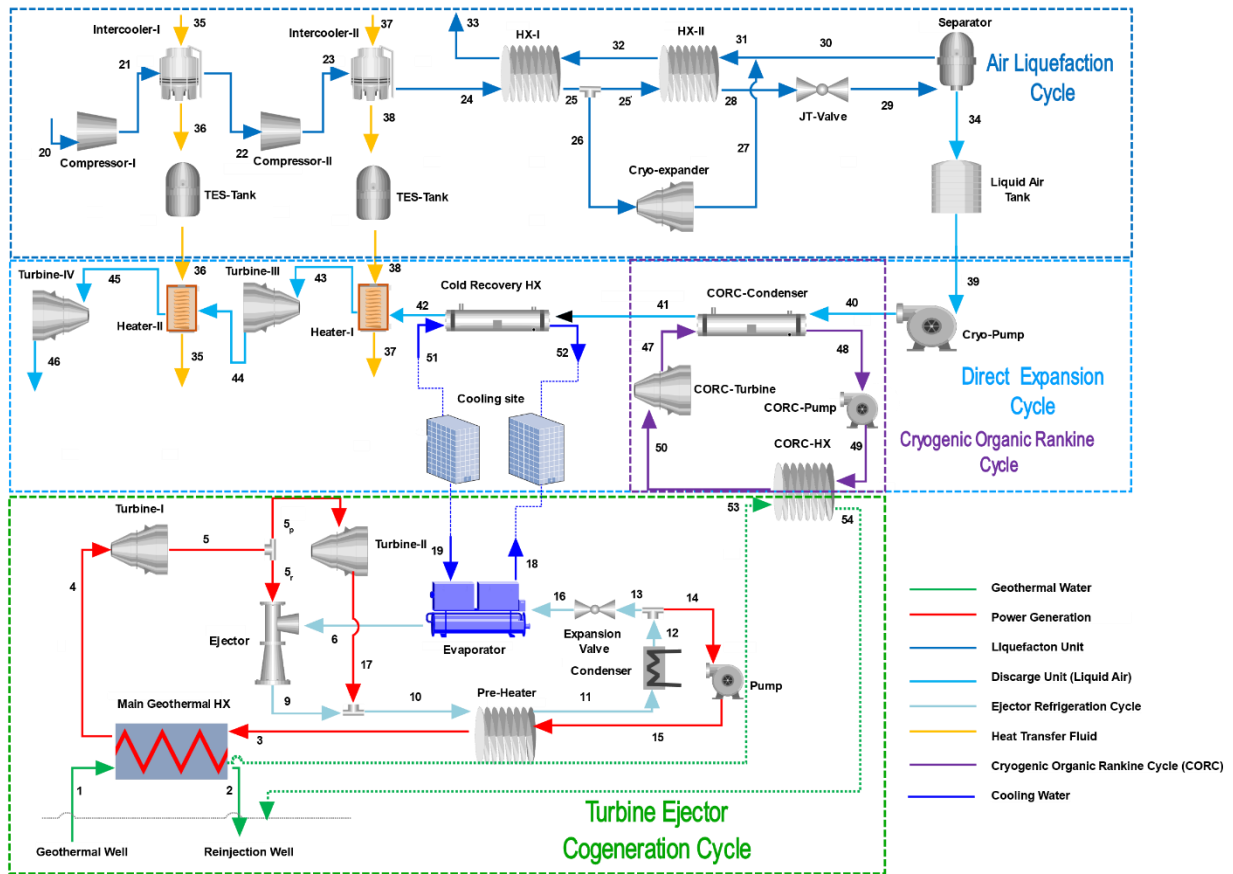 35
37
33
Separator
Intercooler-I
Intercooler-II
HX-I
HX-II
21
23
32
31
30
Air Liquefaction
Cycle
24
25
25'
28
JT-Valve
29
36
38
34
20
Compressor-I
22
Compressor-II
26
27
TES-Tank
TES-Tank
Cryo-expander
Liquid Air
Tank
Turbine-IV
45
36
Turbine-III
43
38
Cold Recovery HX
42
41
CORC-Condenser
40
39
Heater-II
Heater-I
Cryo-Pump
46
35
44
37
51
52
47
48
CORC-Turbine
Direct Expansion
Cycle
Cooling site
CORC-Pump
50
49
CORC-HX
Cryogenic Organic Rankine
Cycle
Turbine-I
5p
53
54
5
Turbine-II
4
5r
19
18
16
13
14
Ejector
6
Evaporator
Expansion
Valve
12
Condenser
17
Pump
9
10
Pre-Heater
11
Main Geothermal HX
3
15
1
2
Turbine Ejector
Cogeneration Cycle
Geothermal Well
Reinjection Well
Geothermal Water
Power Generation
Liquefacton Unit
Discarge Unit (Liquid Air)
Ejector Refrigeration Cycle
Heat Transfer Fluid
Cryogenic Organic Rankine Cycle (CORC)
Cooling Water